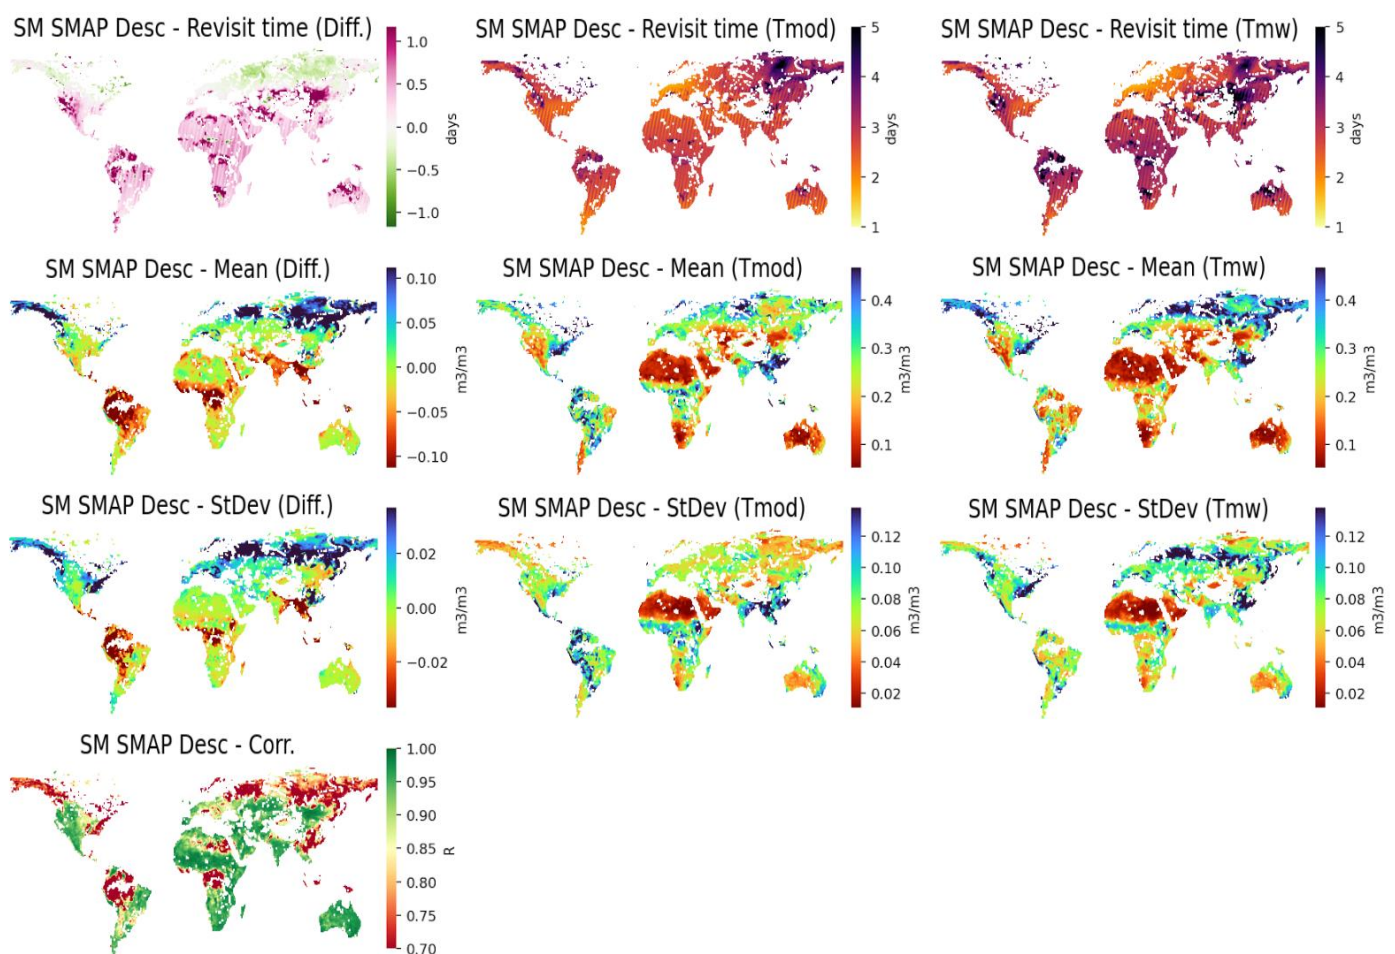 SM SMAP Desc - Revisit time (Diff.)
1.0
0.5
0.0
−0.5
−1.0
days
SM SMAP Desc - Revisit time (Tmod)
5
4
3
2
1
days
SM SMAP Desc - Revisit time (Tmw)
5
4
3
2
1
days
SM SMAP Desc - Mean (Diff.)
0.10
0.05
0.00
−0.05
−0.10
m3/m3
SM SMAP Desc - Mean (Tmod)
0.4
0.3
0.2
0.1
m3/m3
SM SMAP Desc - Mean (Tmw)
0.4
0.3
0.2
0.1
m3/m3
SM SMAP Desc - StDev (Diff.)
0.02
0.00
−0.02
m3/m3
SM SMAP Desc - StDev (Tmod)
0.12
0.10
0.08
0.06
0.04
0.02
m3/m3
SM SMAP Desc - StDev (Tmw)
0.12
0.10
0.08
0.06
0.04
0.02
m3/m3
SM SMAP Desc - Corr.
1.00
0.95
0.90
0.85
0.80
0.75
0.70
R